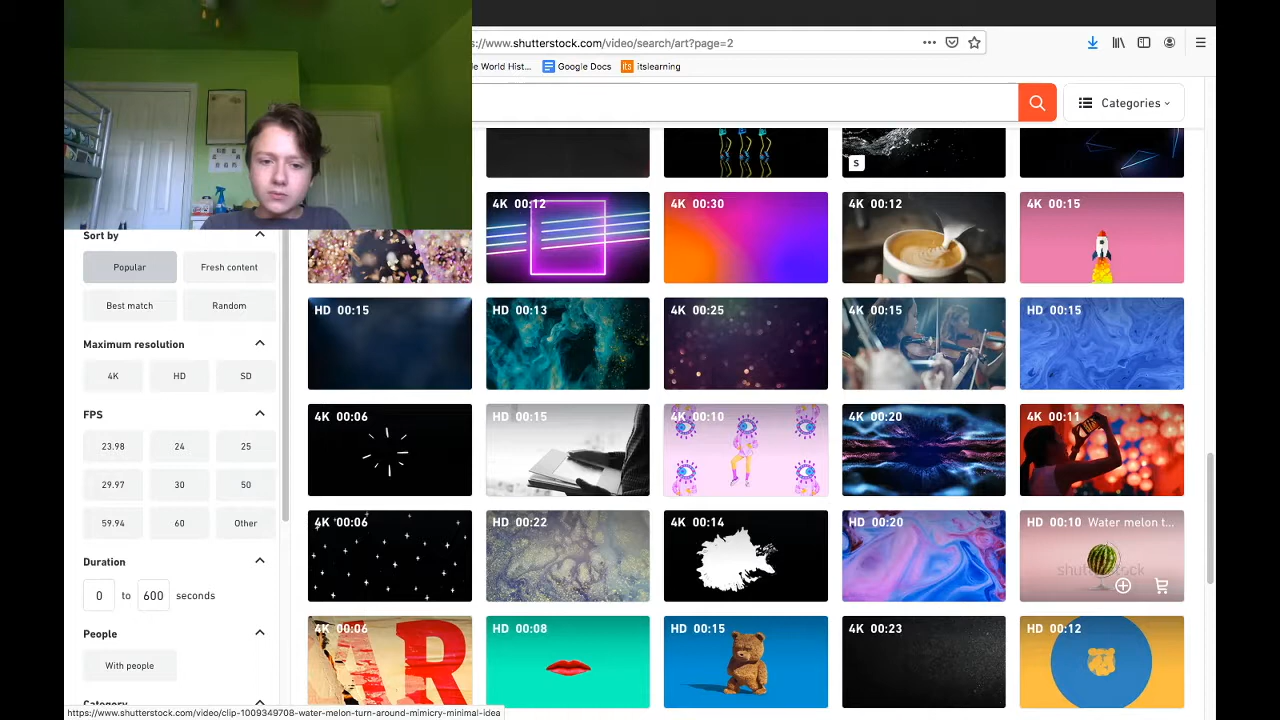 s://www.shutterstock.com/video/search/art?page=2
le World Hist... Google Docs its itslearning
Categories
S
4K 00:12 4K 00:30 4K 00:12 4K 00:15
Sort by
Popular Fresh content
Best match Random
HD 00:15 HD 00:13 4K 00:25 4K 00:15 HD 00:15
Maximum resolution
4K HD SD
FPS
4K 00:06 HD 00:15 4K 00:10 4K 00:20 4K 00:11
23.98 24 25
29.97 30 50
59.94 60 Other
4K 00:06 HD 00:22 4K 00:14 HD 00:20 HD 00:10 Water melon t...
shutterstock
Duration
0 to 600 seconds
People
With people
4K 00:06 HD 00:08 HD 00:15 4K 00:23 HD 00:12
AR
https://www.shutterstock.com/video/clip-1009349708-water-melon-turn-around-mimicry-minimal-idea